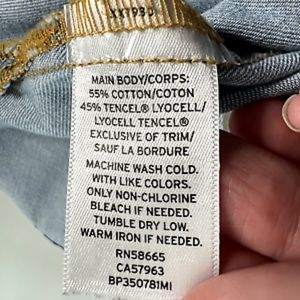 MAIN BODY/CORPS:
55% COTTON/COTON
45% TENCEL® LYOCELL/
LYOCELL TENCEL®
EXCLUSIVE OF TRIM/
SAUF LA BORDURE
MACHINE WASH COLD.
WITH LIKE COLORS.
ONLY NON-CHLORINE
BLEACH IF NEEDED.
TUMBLE DRY LOW.
WARM IRON IF NEEDED.
RN58665
CA57963
BP350781MI